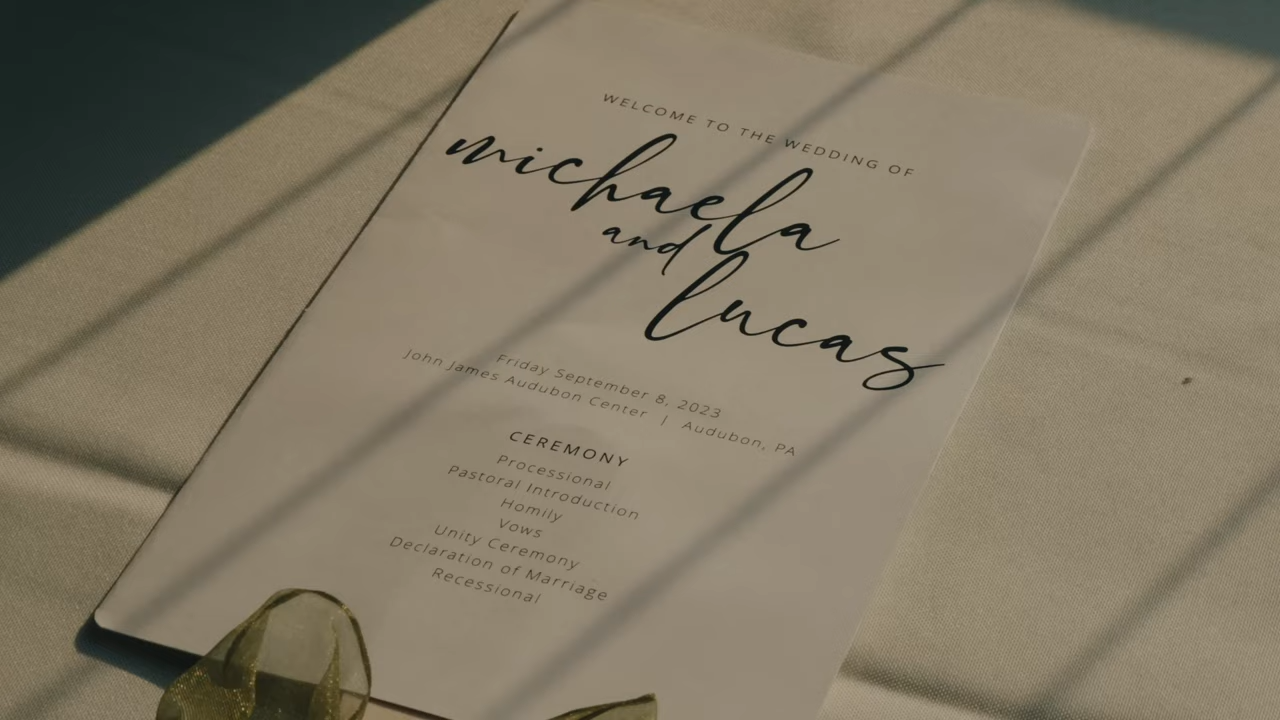 WELCOME TO THE WEDDING OF
michaela
and
lucas
Friday September 8, 2023
John James Audubon Center | Audubon, PA
CEREMONY
Processional
Pastoral Introduction
Homily
Vows
Unity Ceremony
Declaration of Marriage
Recessional